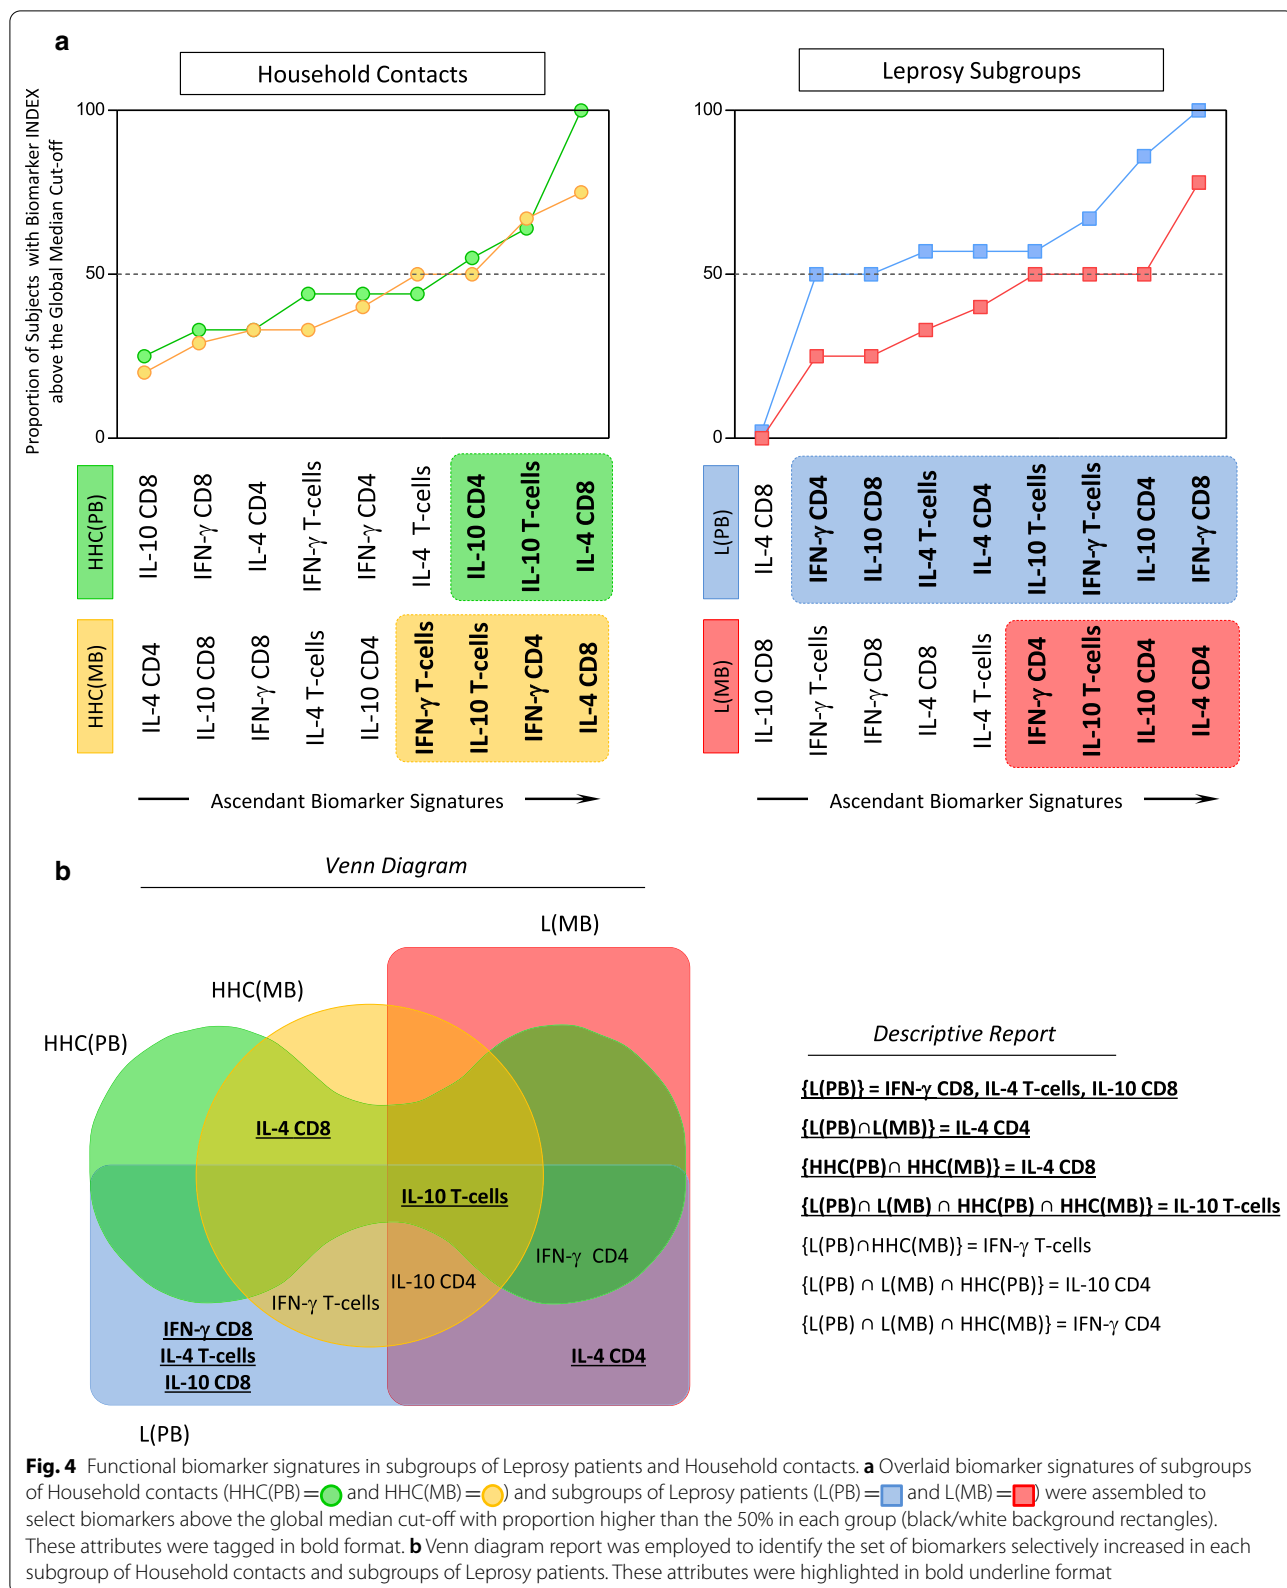 a
Household Contacts
Leprosy Subgroups
Proportion of Subjects with Biomarker INDEX
above the Global Median Cut-off
100
50
0
100
50
0
HHC(PB)
IL-10 CD8
IFN-γ CD8
IL-4 CD4
IFN-γ T-cells
IFN-γ CD4
IL-4 T-cells
IL-10 CD4
IL-10 T-cells
IL-4 CD8
HHC(MB)
IL-4 CD4
IL-10 CD8
IFN-γ CD8
IL-4 T-cells
IL-10 CD4
IFN-γ T-cells
IL-10 T-cells
IFN-γ CD4
IL-4 CD8
Ascendant Biomarker Signatures
L(PB)
IL-4 CD8
IFN-γ CD4
IL-10 CD8
IL-4 T-cells
IL-4 CD4
IL-10 T-cells
IFN-γ T-cells
IL-10 CD4
IFN-γ CD8
L(MB)
IL-10 CD8
IFN-γ T-cells
IFN-γ CD8
IL-4 CD8
IL-4 T-cells
IFN-γ CD4
IL-10 T-cells
IL-10 CD4
IL-4 CD4
Ascendant Biomarker Signatures
b
Venn Diagram
L(MB)
HHC(MB)
HHC(PB)
IL-4 CD8
IL-10 T-cells
IFN-γ CD4
IL-10 CD4
IFN-γ T-cells
IFN-γ CD8
IL-4 T-cells
IL-10 CD8
IL-4 CD4
L(PB)
Descriptive Report
{L(PB)} = IFN-γ CD8, IL-4 T-cells, IL-10 CD8
{L(PB)∩L(MB)} = IL-4 CD4
{HHC(PB)∩ HHC(MB)} = IL-4 CD8
{L(PB)∩ L(MB) ∩ HHC(PB) ∩ HHC(MB)} = IL-10 T-cells
{L(PB)∩HHC(MB)} = IFN-γ T-cells
{L(PB) ∩ L(MB) ∩ HHC(PB)} = IL-10 CD4
{L(PB) ∩ L(MB) ∩ HHC(MB)} = IFN-γ CD4
Fig. 4 Functional biomarker signatures in subgroups of Leprosy patients and Household contacts. a Overlaid biomarker signatures of subgroups
of Household contacts (HHC(PB)= and HHC(MB)= ) and subgroups of Leprosy patients (L(PB)= and L(MB)= ) were assembled to
select biomarkers above the global median cut-off with proportion higher than the 50% in each group (black/white background rectangles).
These attributes were tagged in bold format. b Venn diagram report was employed to identify the set of biomarkers selectively increased in each
subgroup of Household contacts and subgroups of Leprosy patients. These attributes were highlighted in bold underline format